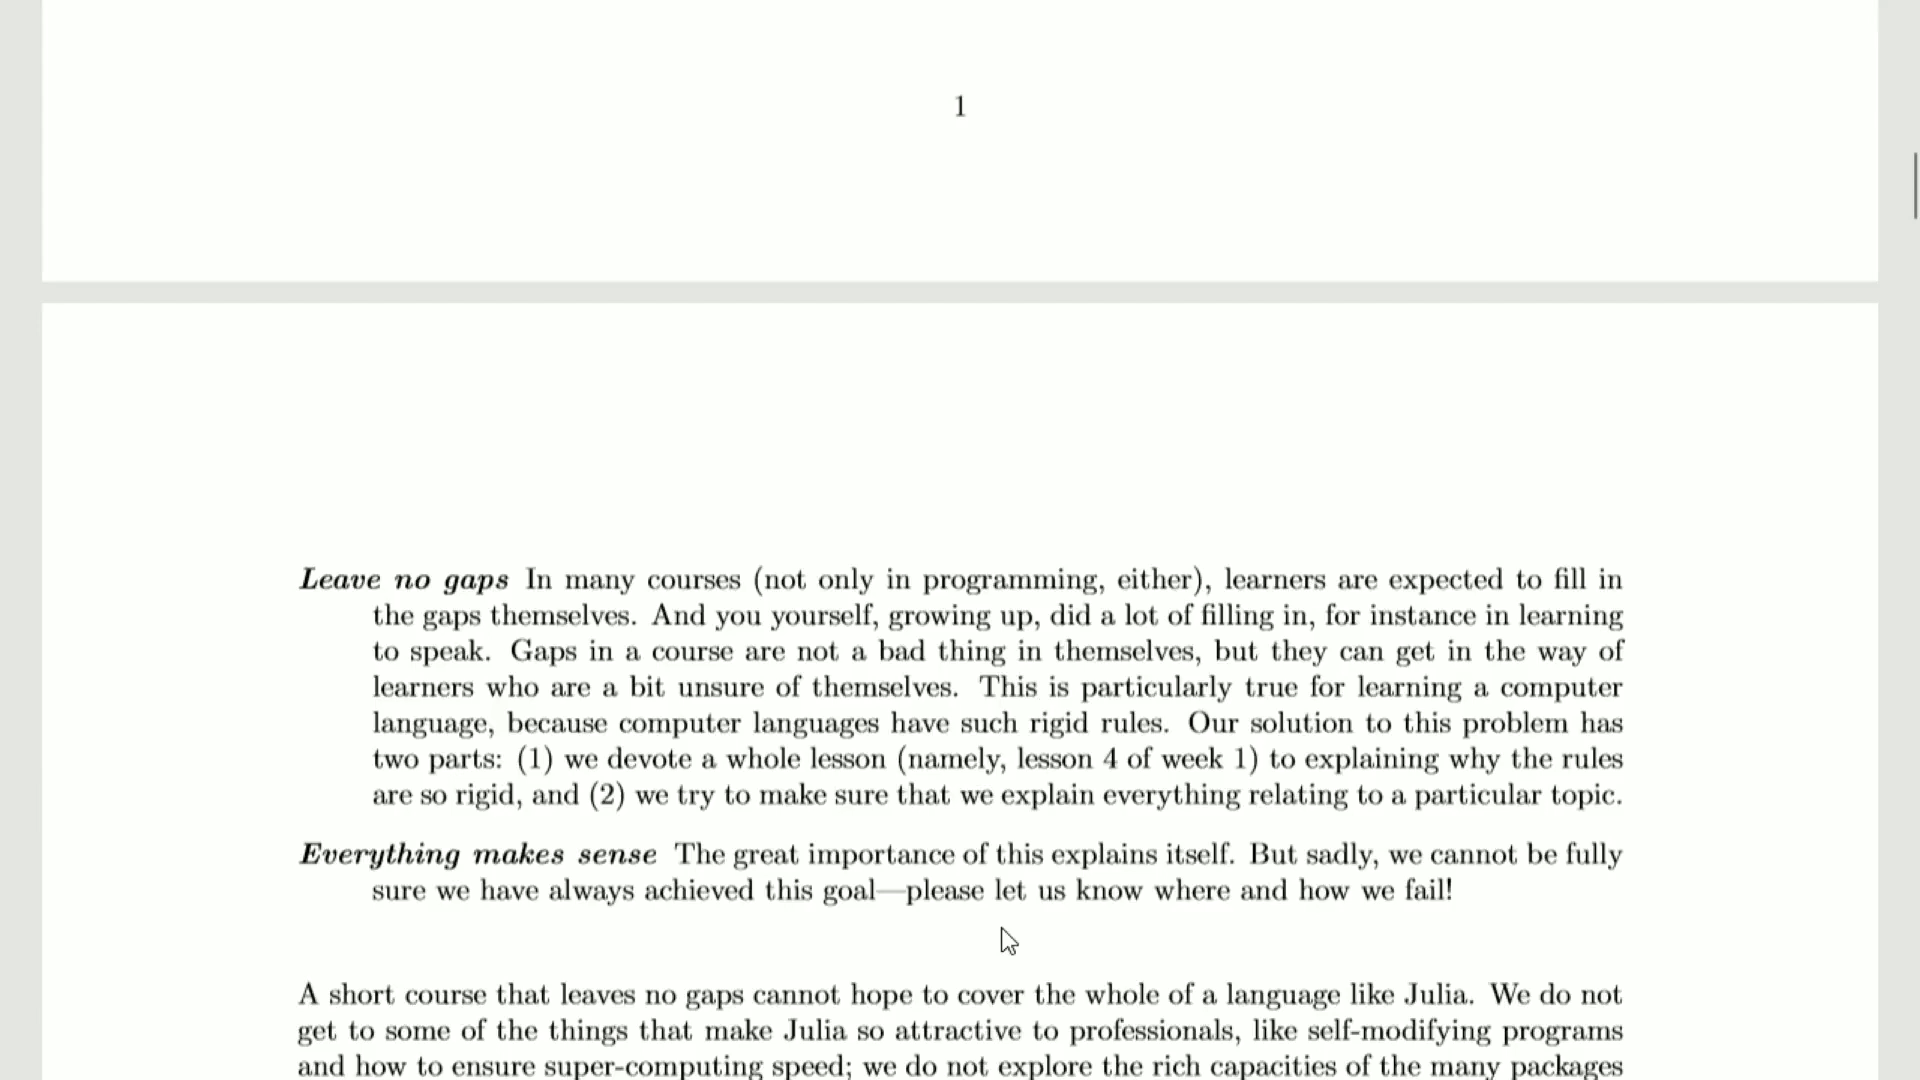 1
Leave no gaps In many courses (not only in programming, either), learners are expected to fill in
the gaps themselves. And you yourself, growing up, did a lot of filling in, for instance in learning
to speak. Gaps in a course are not a bad thing in themselves, but they can get in the way of
learners who are a bit unsure of themselves. This is particularly true for learning a computer
language, because computer languages have such rigid rules. Our solution to this problem has
two parts: (1) we devote a whole lesson (namely, lesson 4 of week 1) to explaining why the rules
are so rigid, and (2) we try to make sure that we explain everything relating to a particular topic.
Everything makes sense The great importance of this explains itself. But sadly, we cannot be fully
sure we have always achieved this goal—please let us know where and how we fail!
A short course that leaves no gaps cannot hope to cover the whole of a language like Julia. We do not
get to some of the things that make Julia so attractive to professionals, like self-modifying programs
and how to ensure super-computing speed; we do not explore the rich capacities of the many packages